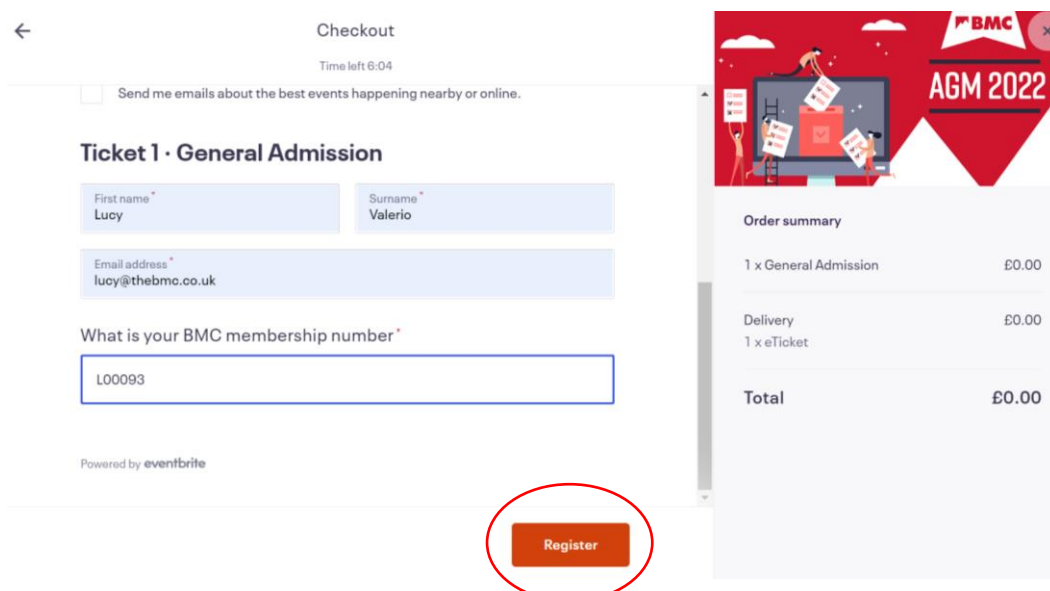 Checkout
Time left 6:04
Send me emails about the best events happening nearby or online.
Ticket 1 · General Admission
First name*
Lucy
Surname*
Valerio
Email address*
lucy@thebmc.co.uk
What is your BMC membership number*
L00093
Powered by eventbrite
Register
BMC
AGM 2022
Order summary
1 x General Admission £0.00
Delivery £0.00
1 x eTicket
Total £0.00